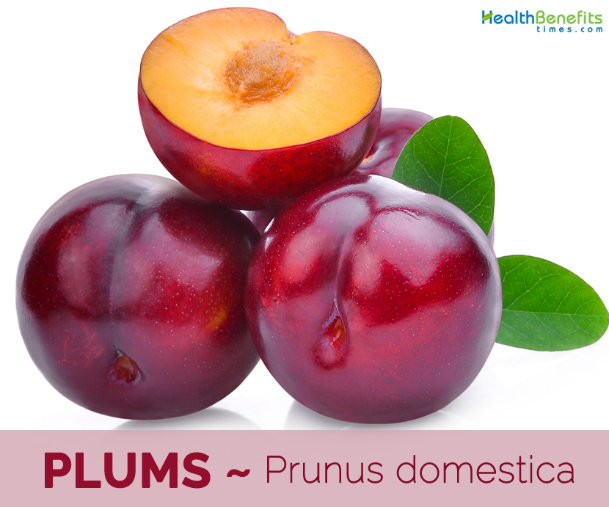 HealthBenefits
times.com
PLUMS ~ Prunus domestica